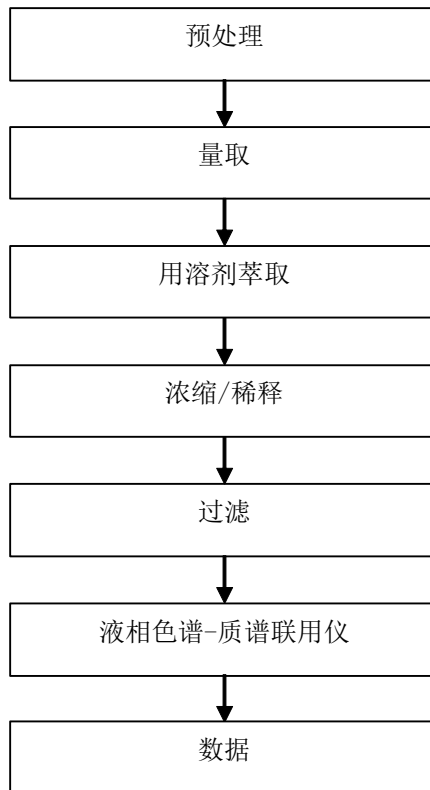 预处理
量取
用溶剂萃取
浓缩/稀释
过滤
液相色谱-质谱联用仪
数据